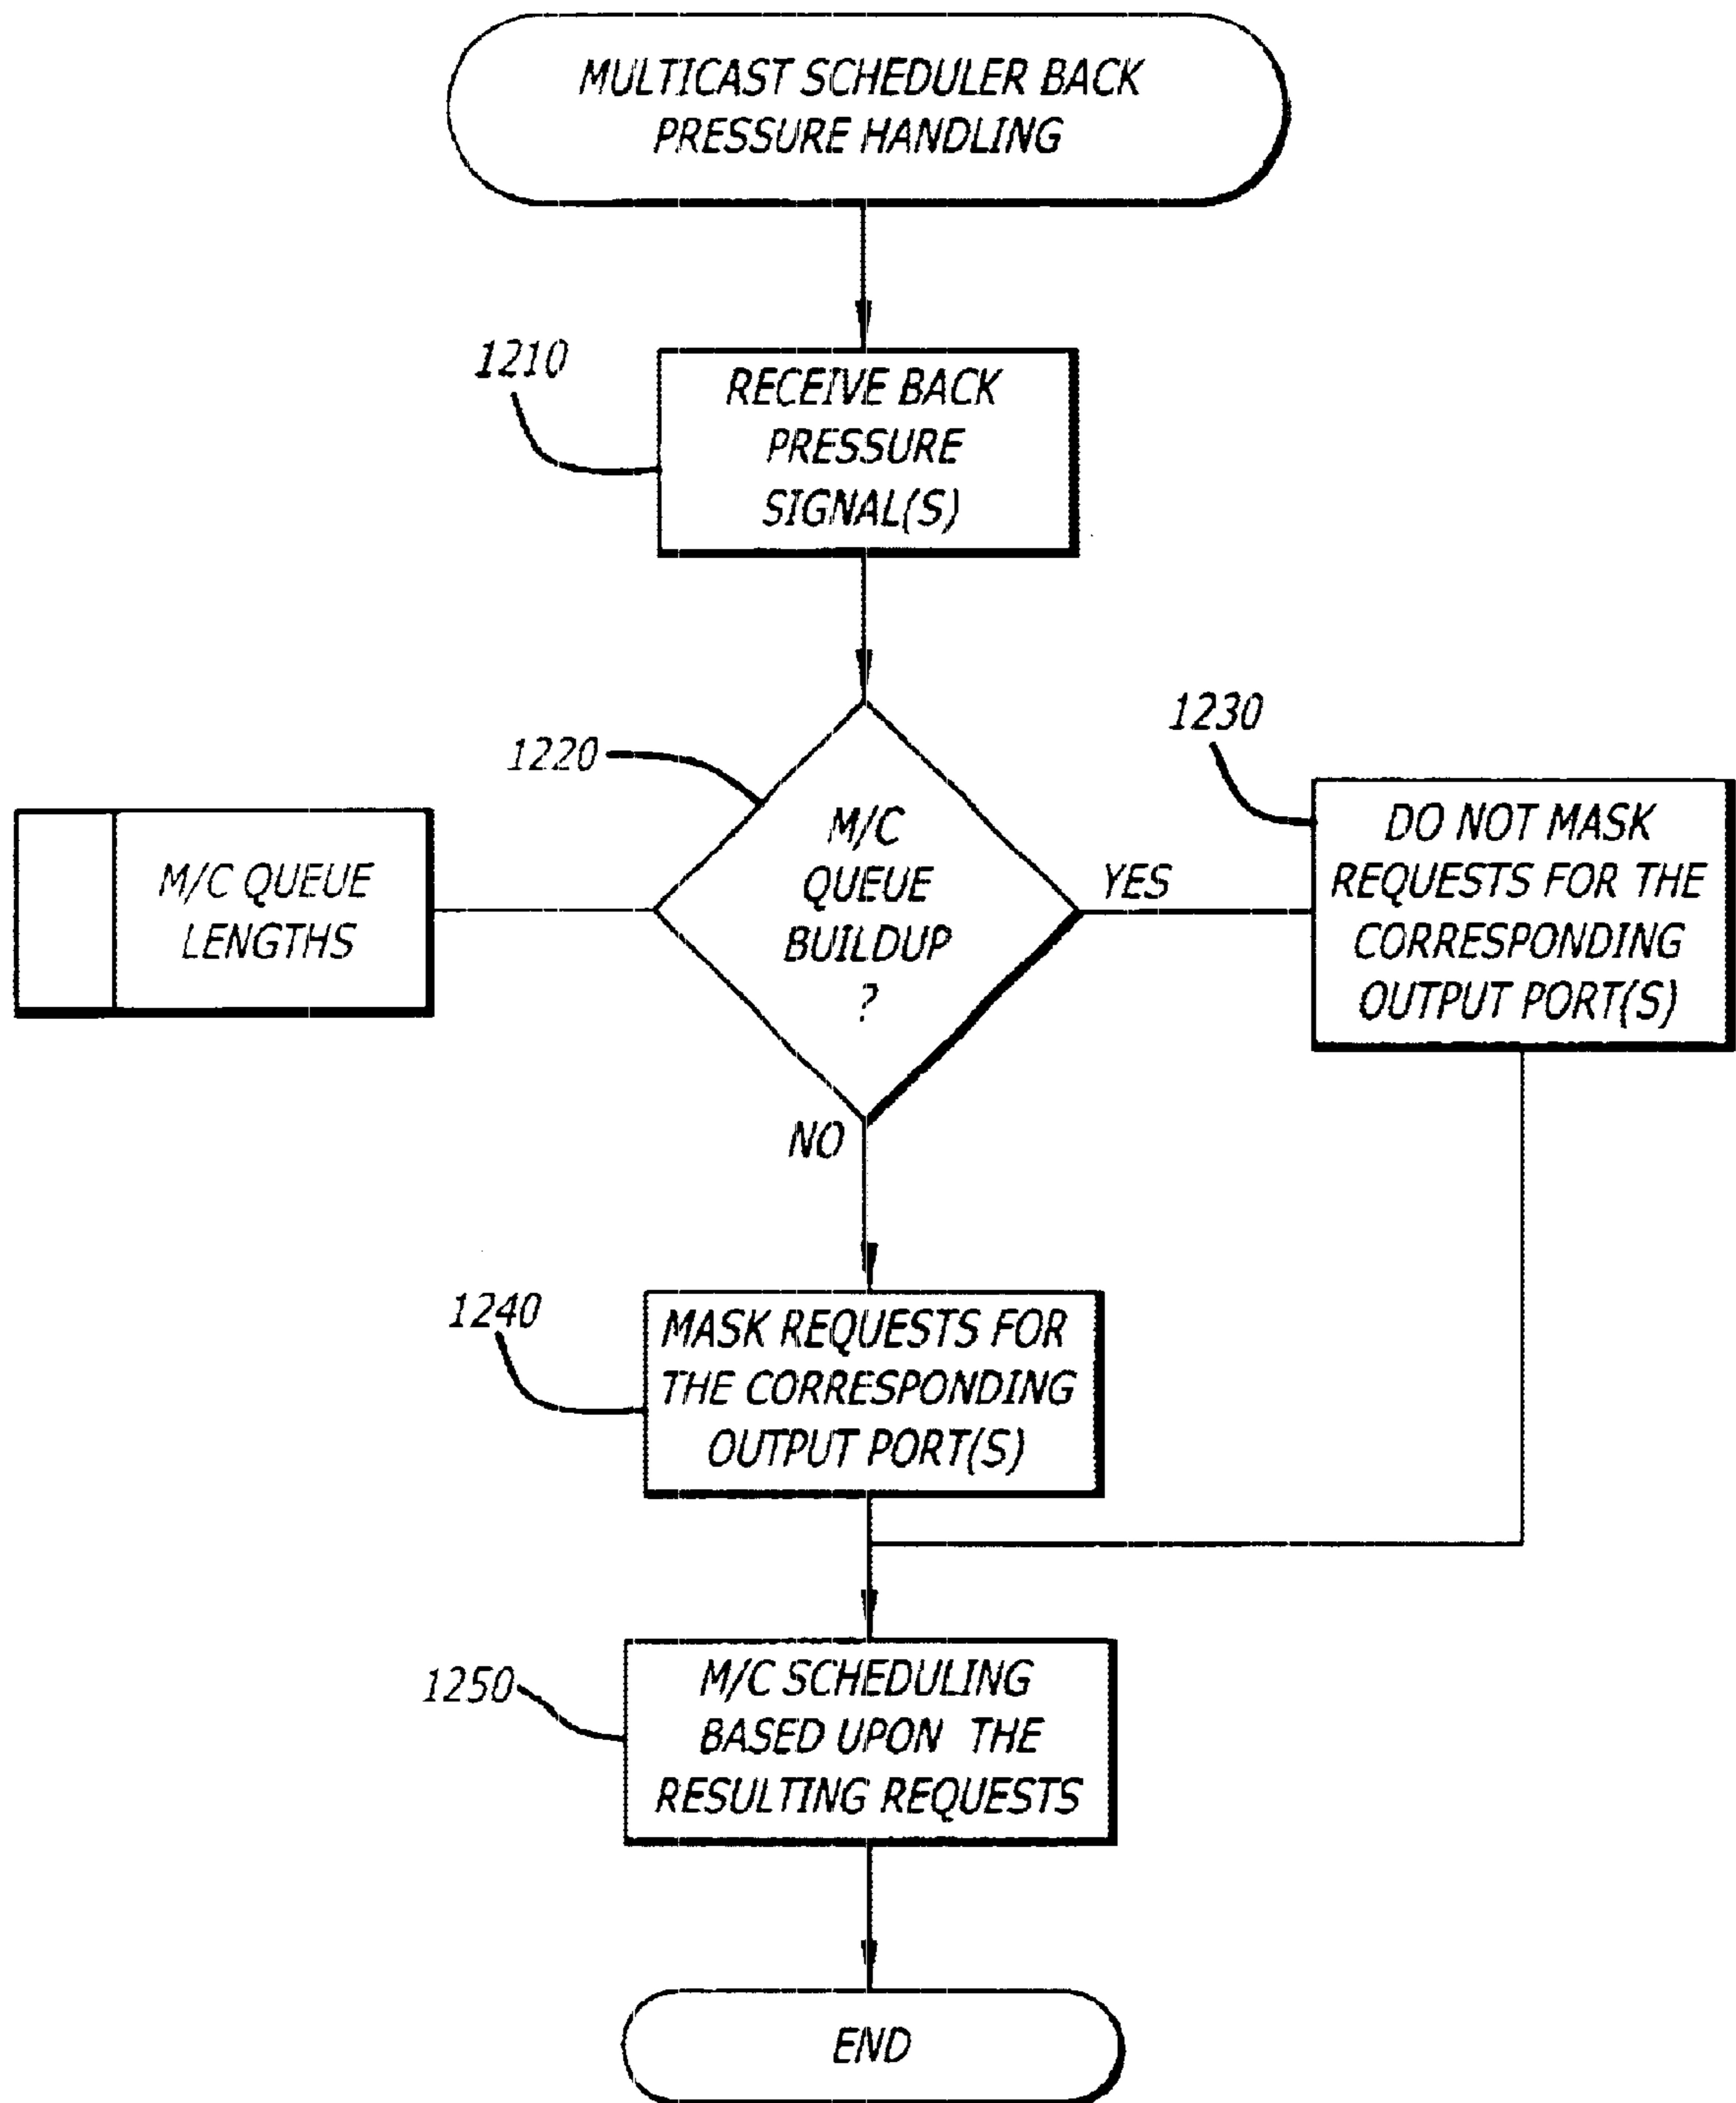 MULTICAST SCHEDULER BACK
PRESSURE HANDLING
1210
RECEIVE BACK
PRESSURE
SIGNAL(S)
1220
M/C
QUEUE
BUILDUP
?
M/C QUEUE
LENGTHS
YES
1230
DO NOT MASK
REQUESTS FOR THE
CORRESPONDING
OUTPUT PORT(S)
NO
1240
MASK REQUESTS FOR
THE CORRESPONDING
OUTPUT PORT(S)
1250
M/C SCHEDULING
BASED UPON THE
RESULTING REQUESTS
END